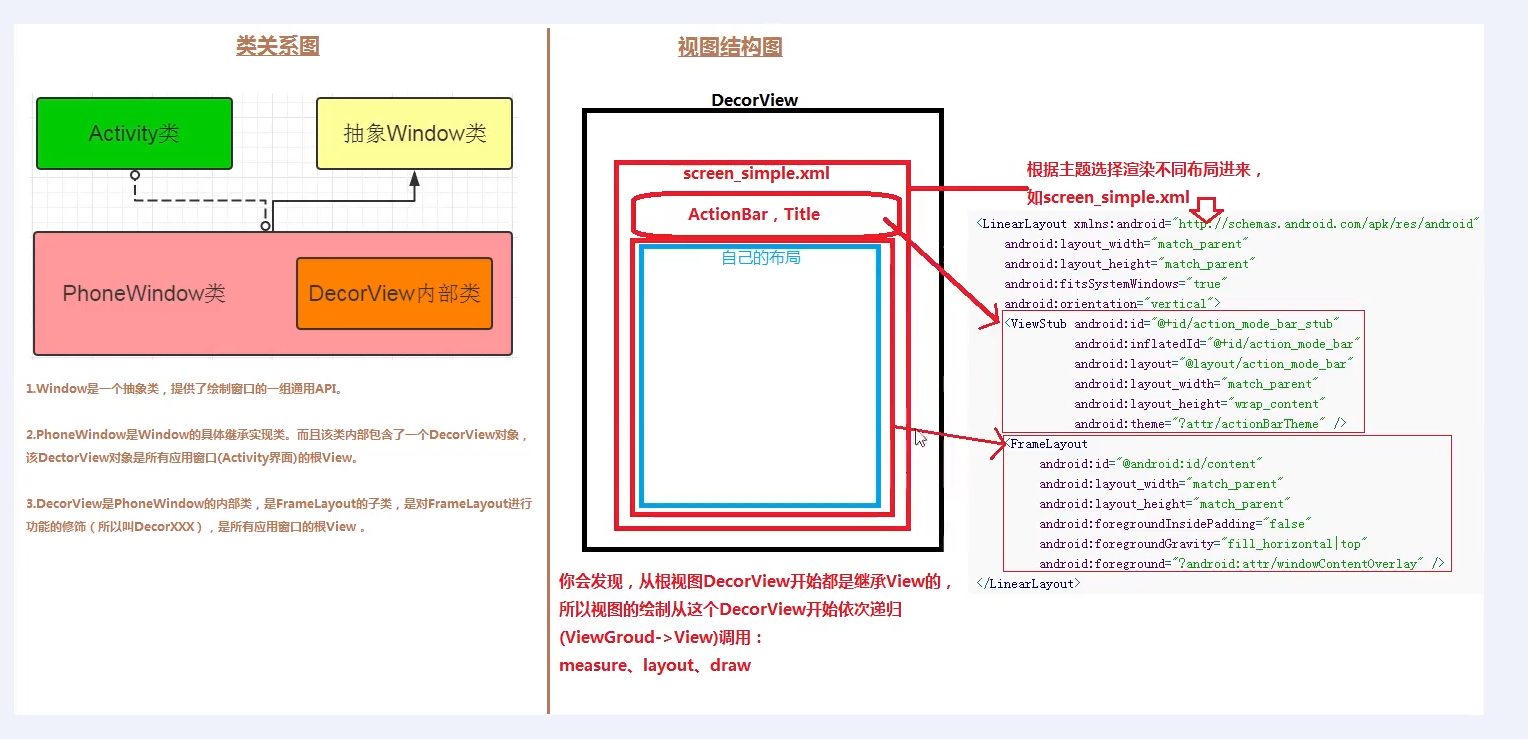 类关系图
Activity类
抽象Window类
PhoneWindow类
DecorView内部类
1.Window是一个抽象类，提供了绘制窗口的一组通用API。
2.PhoneWindow是Window的具体继承实现类。而且该类内部包含了一个DecorView对象，
该DectorView对象是所有应用窗口(Activity界面)的根View。
3.DecorView是PhoneWindow的内部类，是FrameLayout的子类，是对FrameLayout进行
功能的修饰（所以叫DecorXXX），是所有应用窗口的根View 。
视图结构图
DecorView
screen_simple.xml
ActionBar，Title
自己的布局
你会发现，从根视图DecorView开始都是继承View的，
所以视图的绘制从这个DecorView开始依次递归
(ViewGroud->View)调用：
measure、layout、draw
根据主题选择渲染不同布局进来，
如screen_simple.xml
<LinearLayout xmlns:android="http://schemas.android.com/apk/res/android"
android:layout_width="match_parent"
android:layout_height="match_parent"
android:fitsSystemWindows="true"
android:orientation="vertical">
<ViewStub android:id="@+id/action_mode_bar_stub"
android:inflatedId="@+id/action_mode_bar"
android:layout="@layout/action_mode_bar"
android:layout_width="match_parent"
android:layout_height="wrap_content"
android:theme="?attr/actionBarTheme" />
<FrameLayout
android:id="@android:id/content"
android:layout_width="match_parent"
android:layout_height="match_parent"
android:foregroundInsidePadding="false"
android:foregroundGravity="fill_horizontal|top"
android:foreground="?android:attr/windowContentOverlay" />
</LinearLayout>